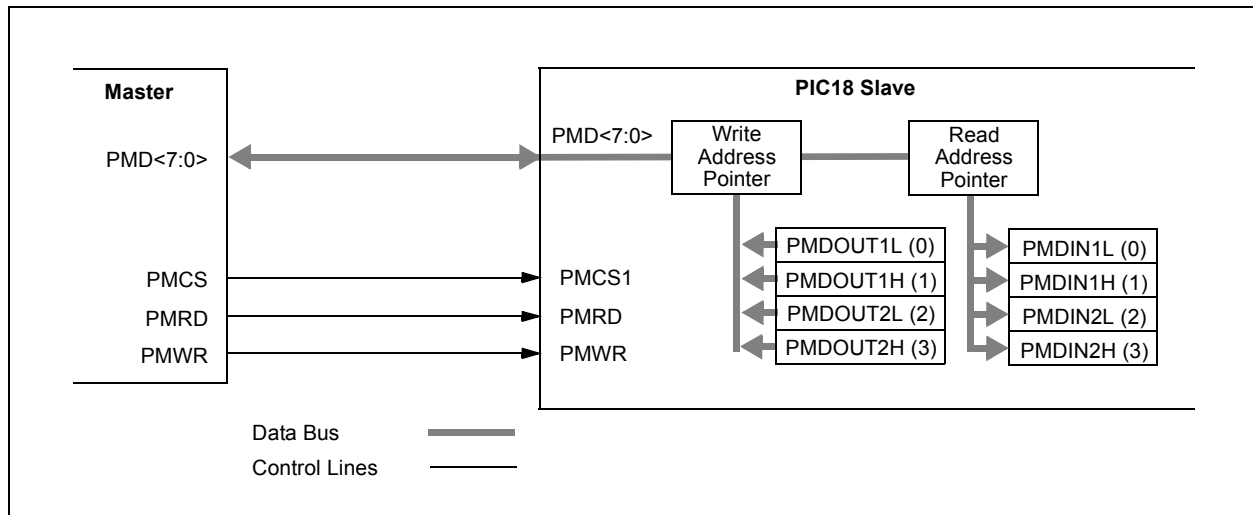 Master
PIC18 Slave
PMD<7:0>
PMD<7:0>
Write
Address
Pointer
Read
Address
Pointer
PMDOUT1L (0)
PMDIN1L (0)
PMCS
PMCS1
PMDOUT1H (1)
PMDIN1H (1)
PMRD
PMRD
PMDOUT2L (2)
PMDIN2L (2)
PMWR
PMWR
PMDOUT2H (3)
PMDIN2H (3)
Data Bus
Control Lines